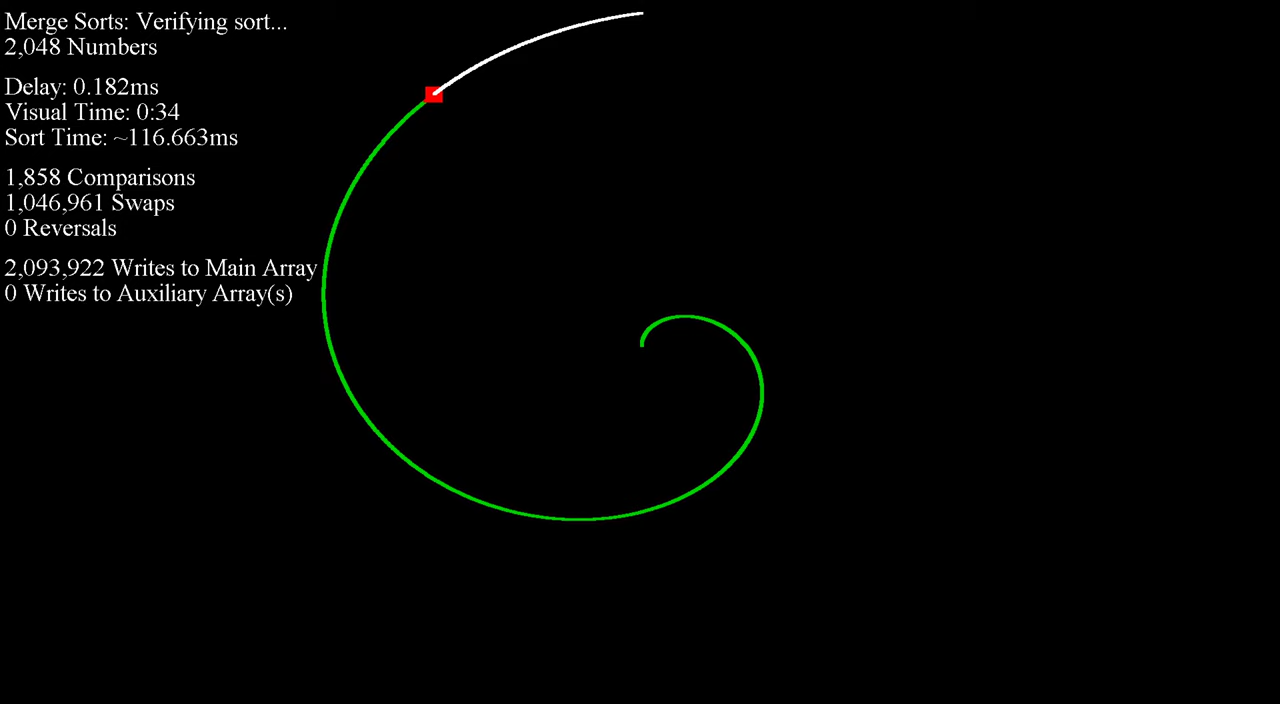 Merge Sorts: Verifying sort...
2,048 Numbers
Delay: 0.182ms
Visual Time: 0:34
Sort Time: ~116.663ms
1,858 Comparisons
1,046,961 Swaps
0 Reversals
2,093,922 Writes to Main Array
0 Writes to Auxiliary Array(s)